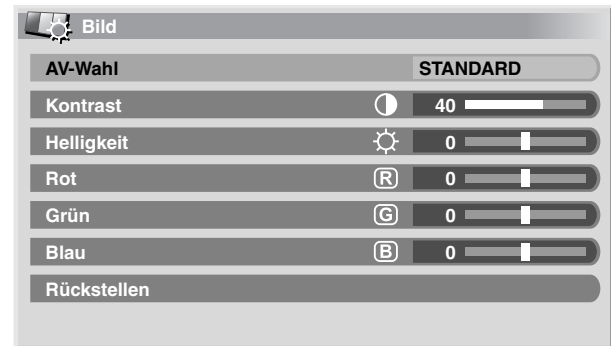 Bild
AV-Wahl STANDARD
Kontrast 40
Helligkeit 0
Rot R 0
Grün G 0
Blau B 0
Rückstellen